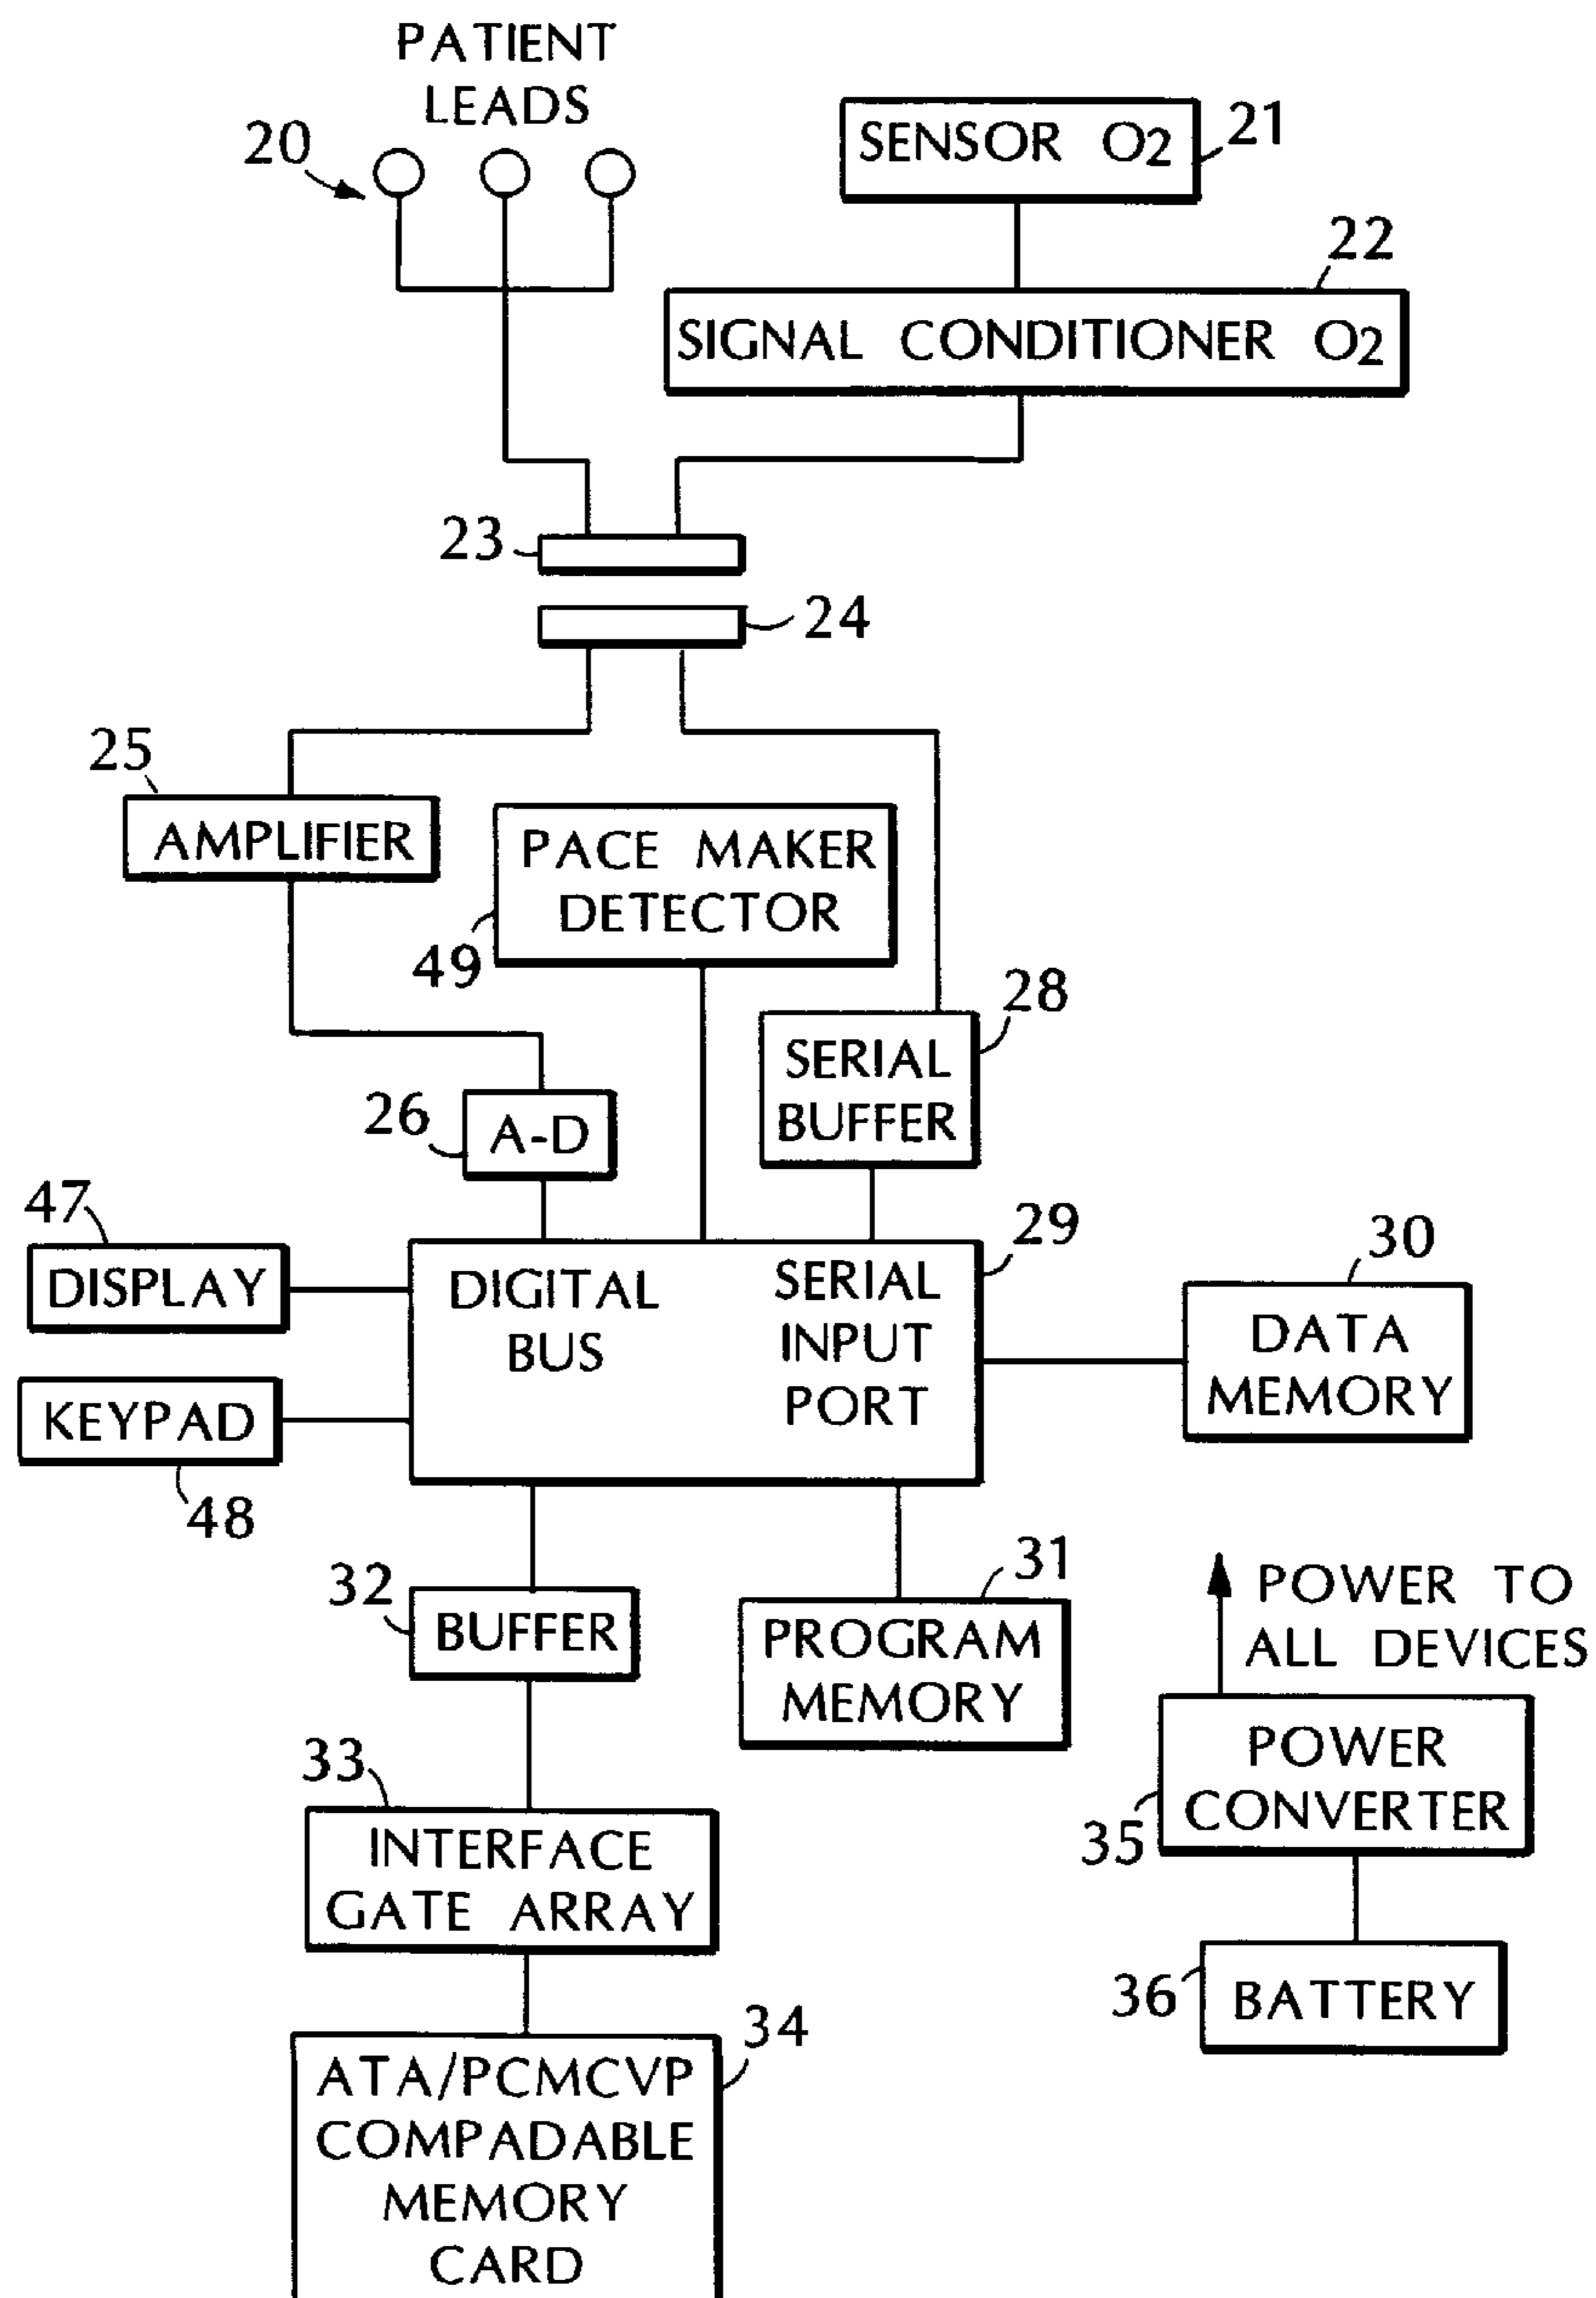 PATIENT
LEADS
20
SENSOR O2
21
22
SIGNAL CONDITIONER O2
23
24
25
AMPLIFIER
PACE MAKER
DETECTOR
49
28
SERIAL
BUFFER
26
A-D
47
DISPLAY
DIGITAL
BUS
SERIAL
INPUT
PORT
29
30
DATA
MEMORY
KEYPAD
48
32
BUFFER
31
PROGRAM
MEMORY
POWER TO
ALL DEVICES
33
INTERFACE
GATE ARRAY
POWER
CONVERTER
35
36
BATTERY
34
ATA/PCMCVP
COMPADABLE
MEMORY
CARD